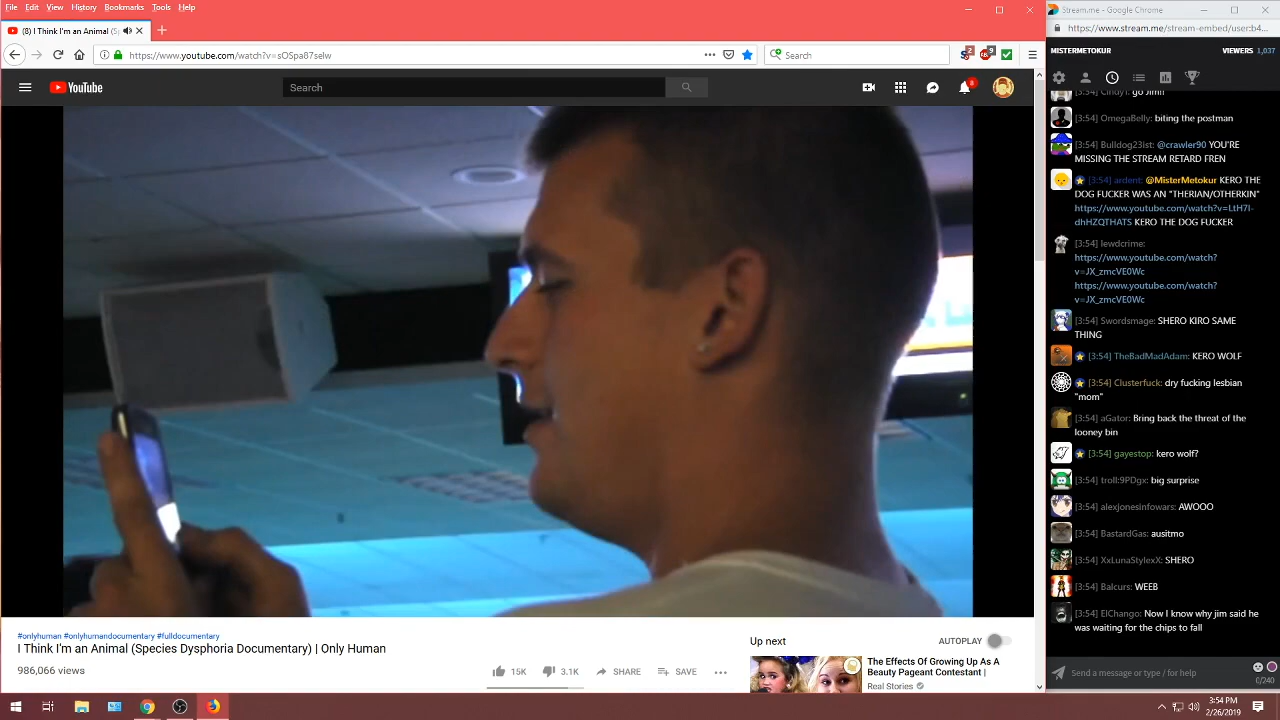 File Edit View History Bookmarks Tools Help
Stream.me - Google Chrome
(8) I Think I'm an Animal (S
https://www.youtube.com/watch?v=sOSpa87selw
Search
2
9
https://www.stream.me/stream-embed/user:b4...
MISTERMETOKUR
VIEWERS 1,037
YouTube
Search
8
[3:54] CindyT: go Jim!!
[3:54] OmegaBelly: biting the postman
[3:54] Bulldog23ist: @crawler90 YOU'RE
MISSING THE STREAM RETARD FREN
[3:54] ardent: @MisterMetokur KERO THE
DOG FUCKER WAS AN "THERIAN/OTHERKIN"
https://www.youtube.com/watch?v=LtH7I-
dhHZQTHATS KERO THE DOG FUCKER
[3:54] lewdcrime:
https://www.youtube.com/watch?
v=JX_zmcVE0Wc
https://www.youtube.com/watch?
v=JX_zmcVE0Wc
[3:54] Swordsmage: SHERO KIRO SAME
THING
[3:54] TheBadMadAdam: KERO WOLF
[3:54] Clusterfuck: dry fucking lesbian
"mom"
[3:54] aGator: Bring back the threat of the
looney bin
[3:54] gayestop: kero wolf?
[3:54] troll:9PDgx: big surprise
[3:54] alexjonesinfowars: AWOOO
[3:54] BastardGas: ausitmo
[3:54] XxLunaStylexX: SHERO
[3:54] Balcurs: WEEB
[3:54] ElChango: Now I know why jim said he
was waiting for the chips to fall
#onlyhuman #onlyhumandocumentary #fulldocumentary
I Think I'm an Animal (Species Dysphoria Documentary) | Only Human
986,066 views
15K
3.1K
SHARE
SAVE
Up next
AUTOPLAY
The Effects Of Growing Up As A
Beauty Pageant Contestant |
Real Stories
Send a message or type / for help
0/240
3:54 PM
2/26/2019